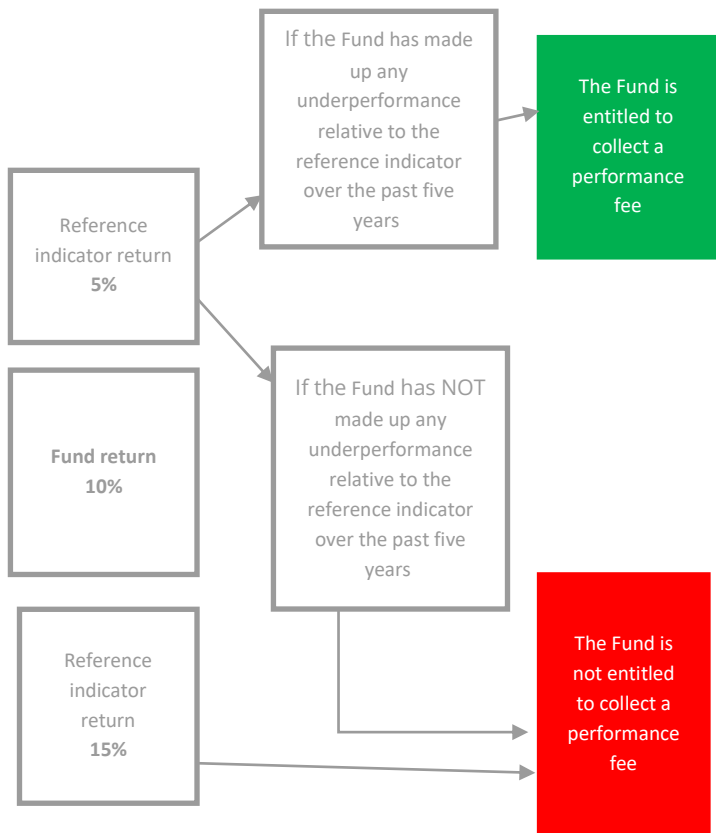 If the Fund has made
up any
underperformance
relative to the
reference indicator
over the past five
years
The Fund is
entitled to
collect a
performance
fee
Reference
indicator return
5%
Fund return
10%
If the Fund has NOT
made up any
underperformance
relative to the
reference indicator
over the past five
years
Reference
indicator
return
15%
The Fund is
not entitled
to collect a
performance
fee